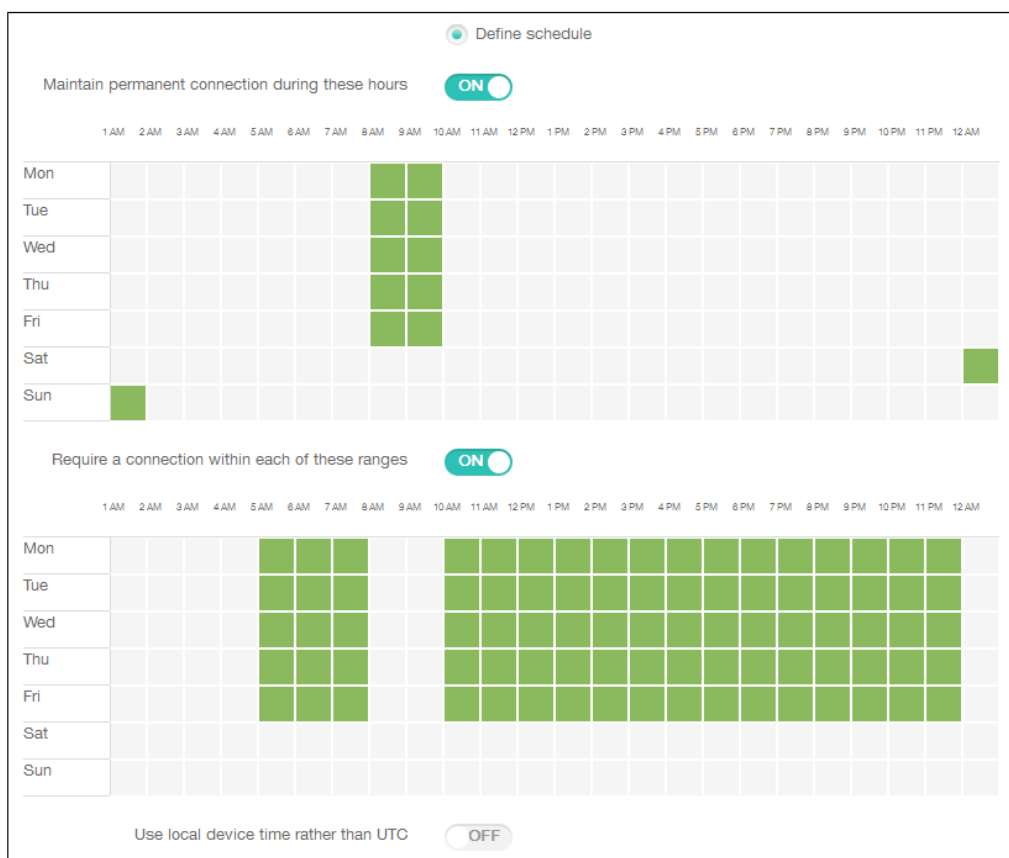 Define schedule
Maintain permanent connection during these hours ON
1 AM 2 AM 3 AM 4 AM 5 AM 6 AM 7 AM 8 AM 9 AM 10 AM 11 AM 12 PM 1 PM 2 PM 3 PM 4 PM 5 PM 6 PM 7 PM 8 PM 9 PM 10 PM 11 PM 12 AM
Mon
Tue
Wed
Thu
Fri
Sat
Sun
Require a connection within each of these ranges ON
1 AM 2 AM 3 AM 4 AM 5 AM 6 AM 7 AM 8 AM 9 AM 10 AM 11 AM 12 PM 1 PM 2 PM 3 PM 4 PM 5 PM 6 PM 7 PM 8 PM 9 PM 10 PM 11 PM 12 AM
Mon
Tue
Wed
Thu
Fri
Sat
Sun
Use local device time rather than UTC OFF